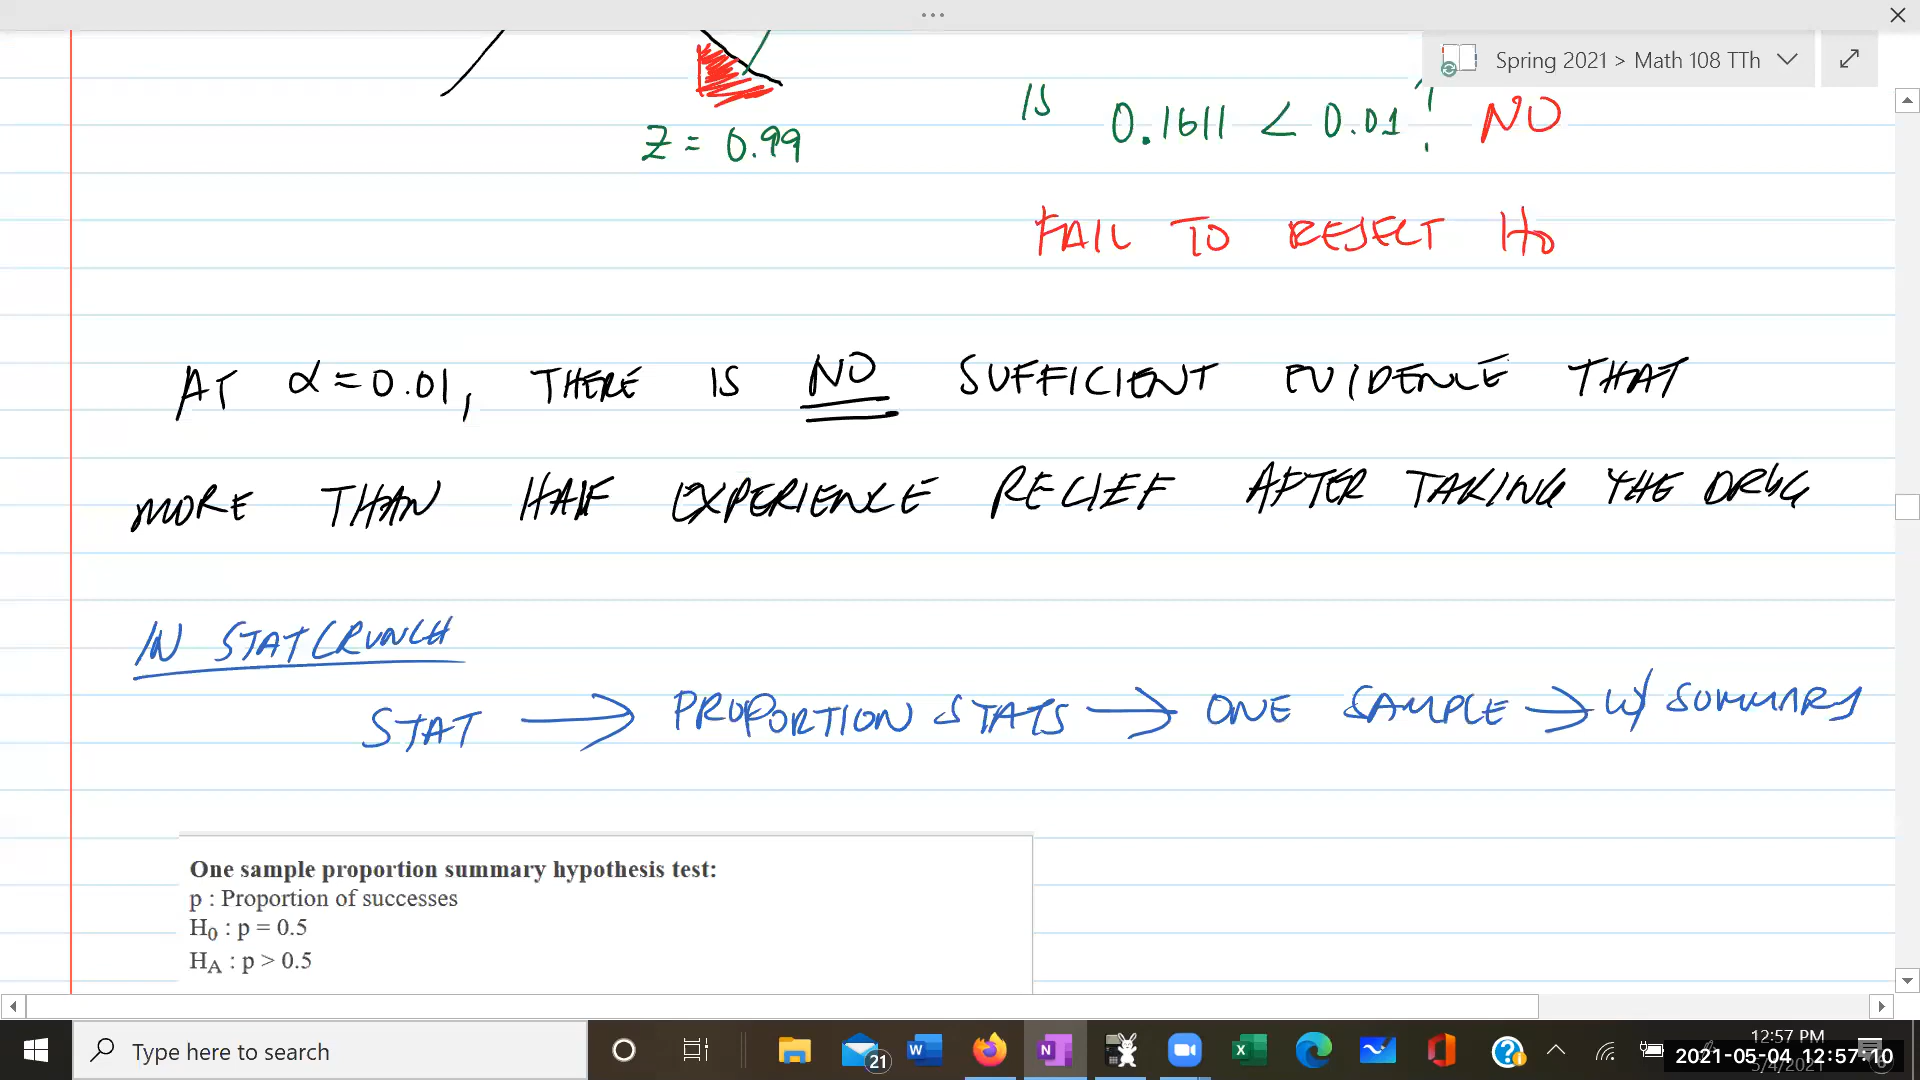 Spring 2021 > Math 108 TTh
Z = 0.99
IS 0.1611 < 0.01? NO
FAIL TO REJECT H0
AT α = 0.01, THERE IS NO SUFFICIENT EVIDENCE THAT
MORE THAN HALF EXPERIENCE RELIEF AFTER TAKING THE DRUG
IN STATCRUNCH
STAT → PROPORTION STATS → ONE SAMPLE → W/ SUMMARY
One sample proportion summary hypothesis test:
p : Proportion of successes
H0 : p = 0.5
HA : p > 0.5
Type here to search
21
12:57 PM
2021-05-04 12:57:10